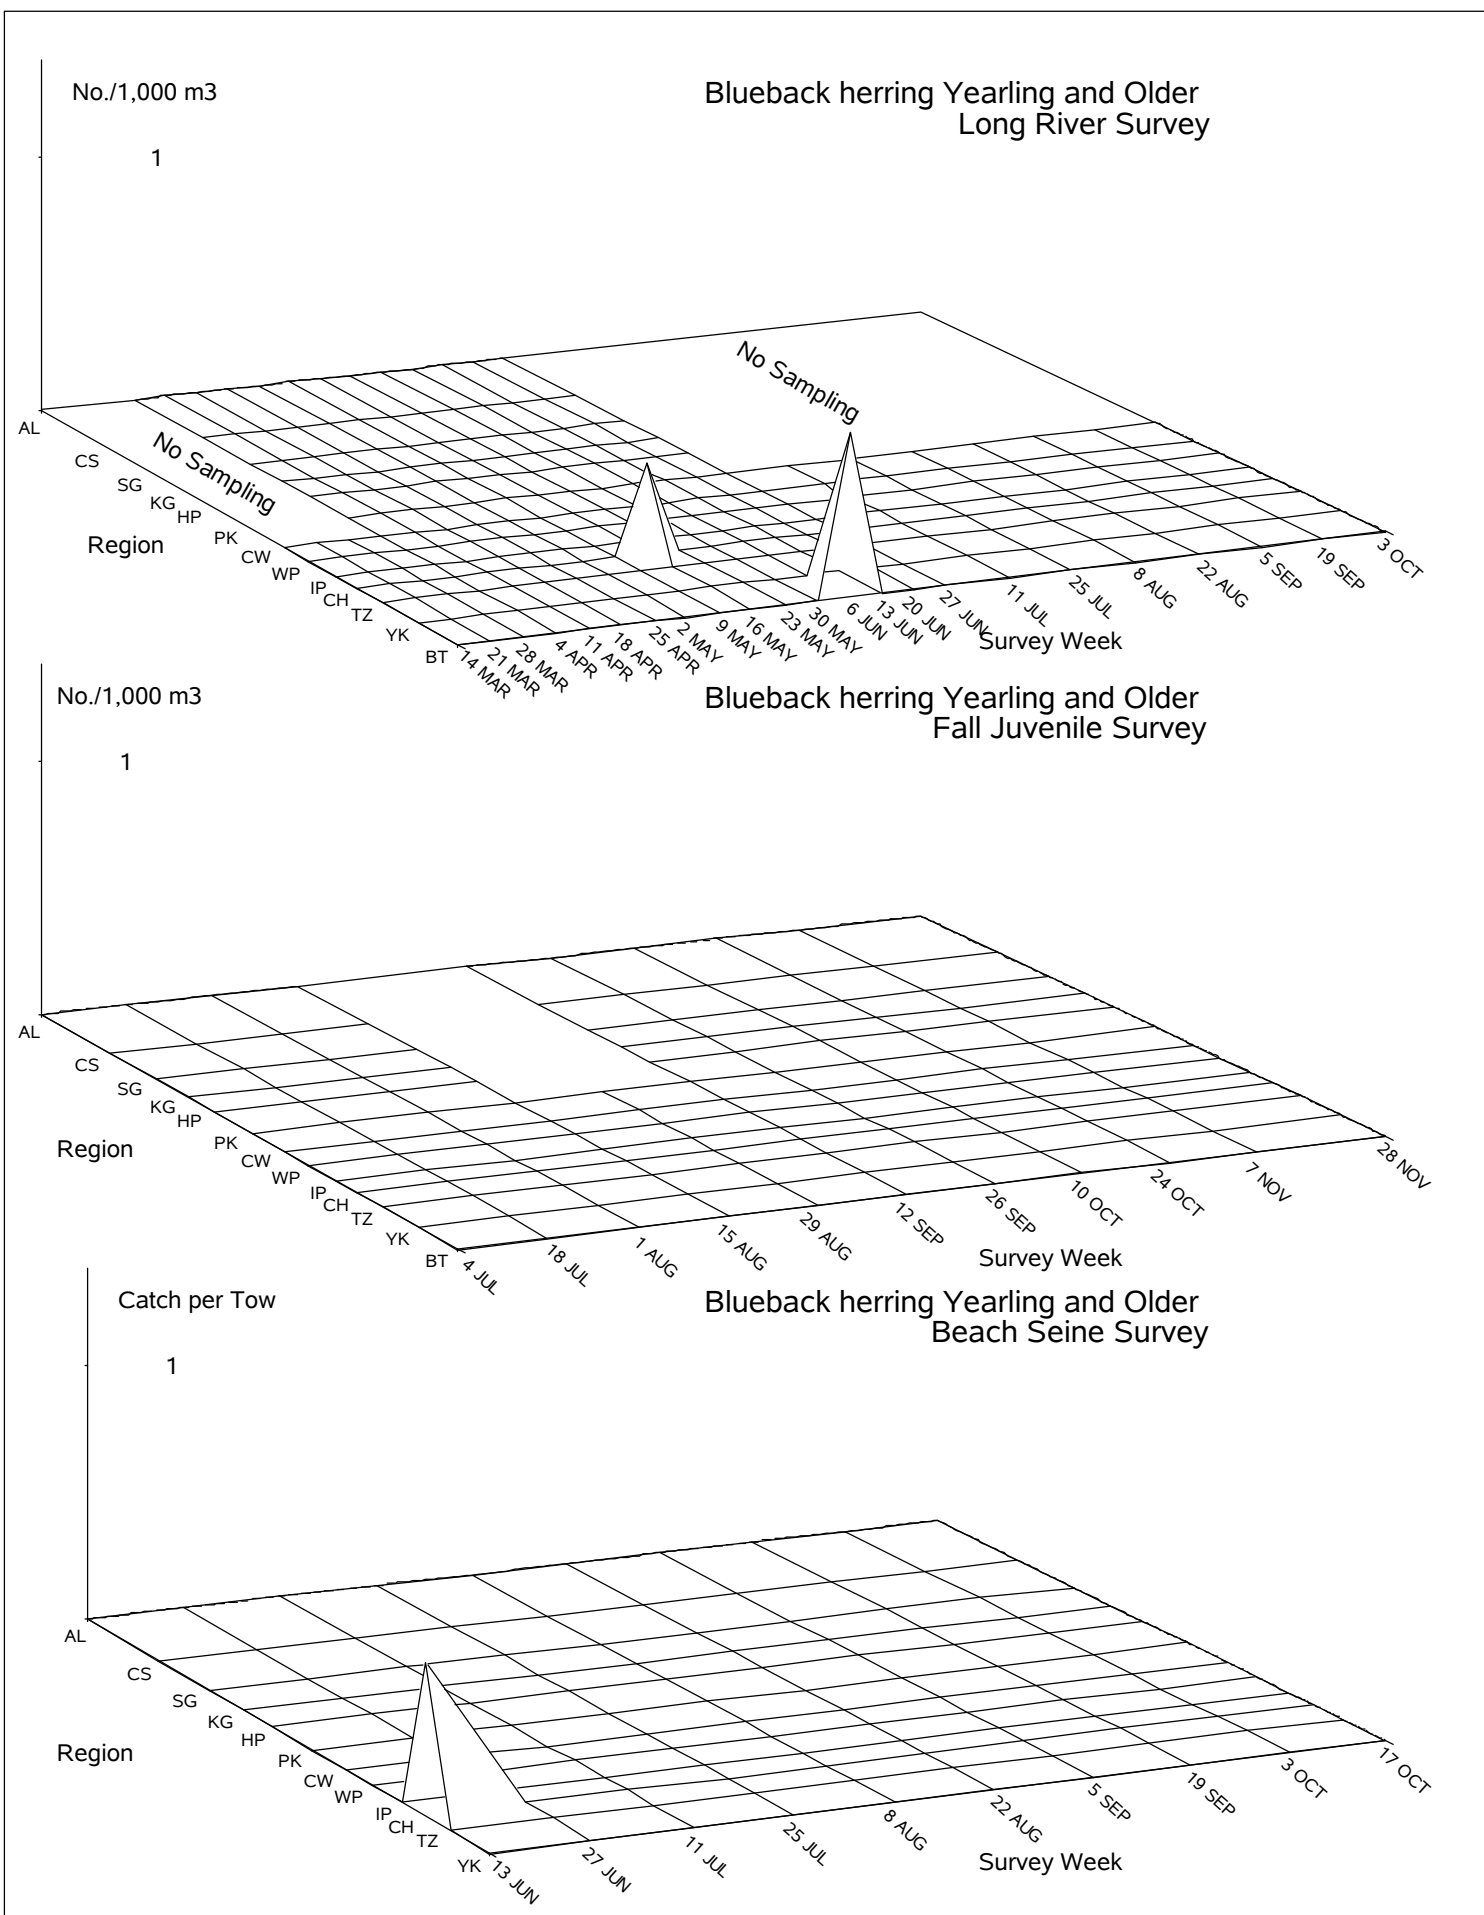 No./1,000 m3
Blueback herring Yearling and Older
Long River Survey
1
No Sampling
No Sampling
AL
CS
SG
KG
HP
PK
CW
WP
IP
CH
TZ
YK
BT
Region
14 MAR
21 MAR
28 MAR
4 APR
11 APR
18 APR
25 APR
2 MAY
9 MAY
16 MAY
23 MAY
30 MAY
6 JUN
13 JUN
20 JUN
27 JUN
11 JUL
25 JUL
8 AUG
22 AUG
5 SEP
19 SEP
3 OCT
Survey Week
No./1,000 m3
Blueback herring Yearling and Older
Fall Juvenile Survey
1
AL
CS
SG
KG
HP
PK
CW
WP
IP
CH
TZ
YK
BT
Region
4 JUL
18 JUL
1 AUG
15 AUG
29 AUG
12 SEP
26 SEP
10 OCT
24 OCT
7 NOV
28 NOV
Survey Week
Catch per Tow
Blueback herring Yearling and Older
Beach Seine Survey
1
AL
CS
SG
KG
HP
PK
CW
WP
IP
CH
TZ
YK
Region
13 JUN
27 JUN
11 JUL
25 JUL
8 AUG
22 AUG
5 SEP
19 SEP
3 OCT
17 OCT
Survey Week